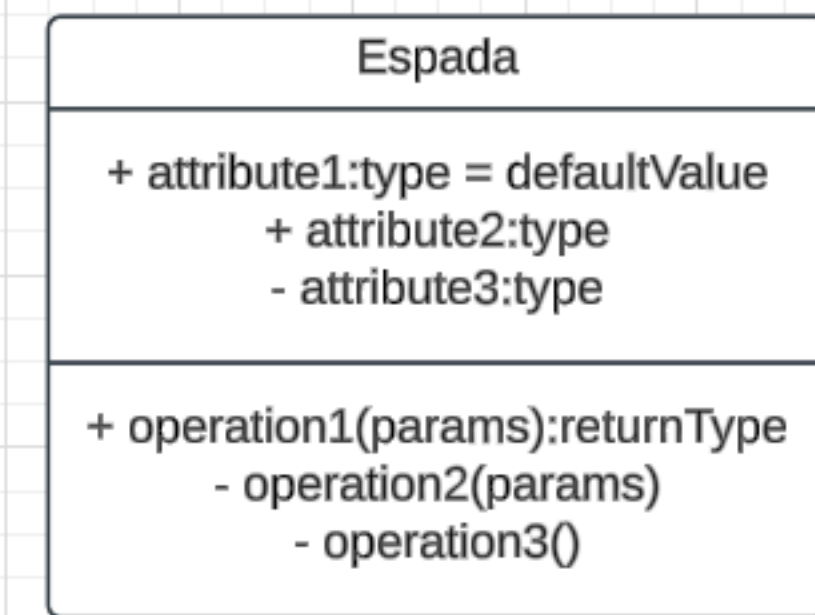 Espada
+ attribute1:type = defaultValue
+ attribute2:type
- attribute3:type
+ operation1(params):returnType
- operation2(params)
- operation3()